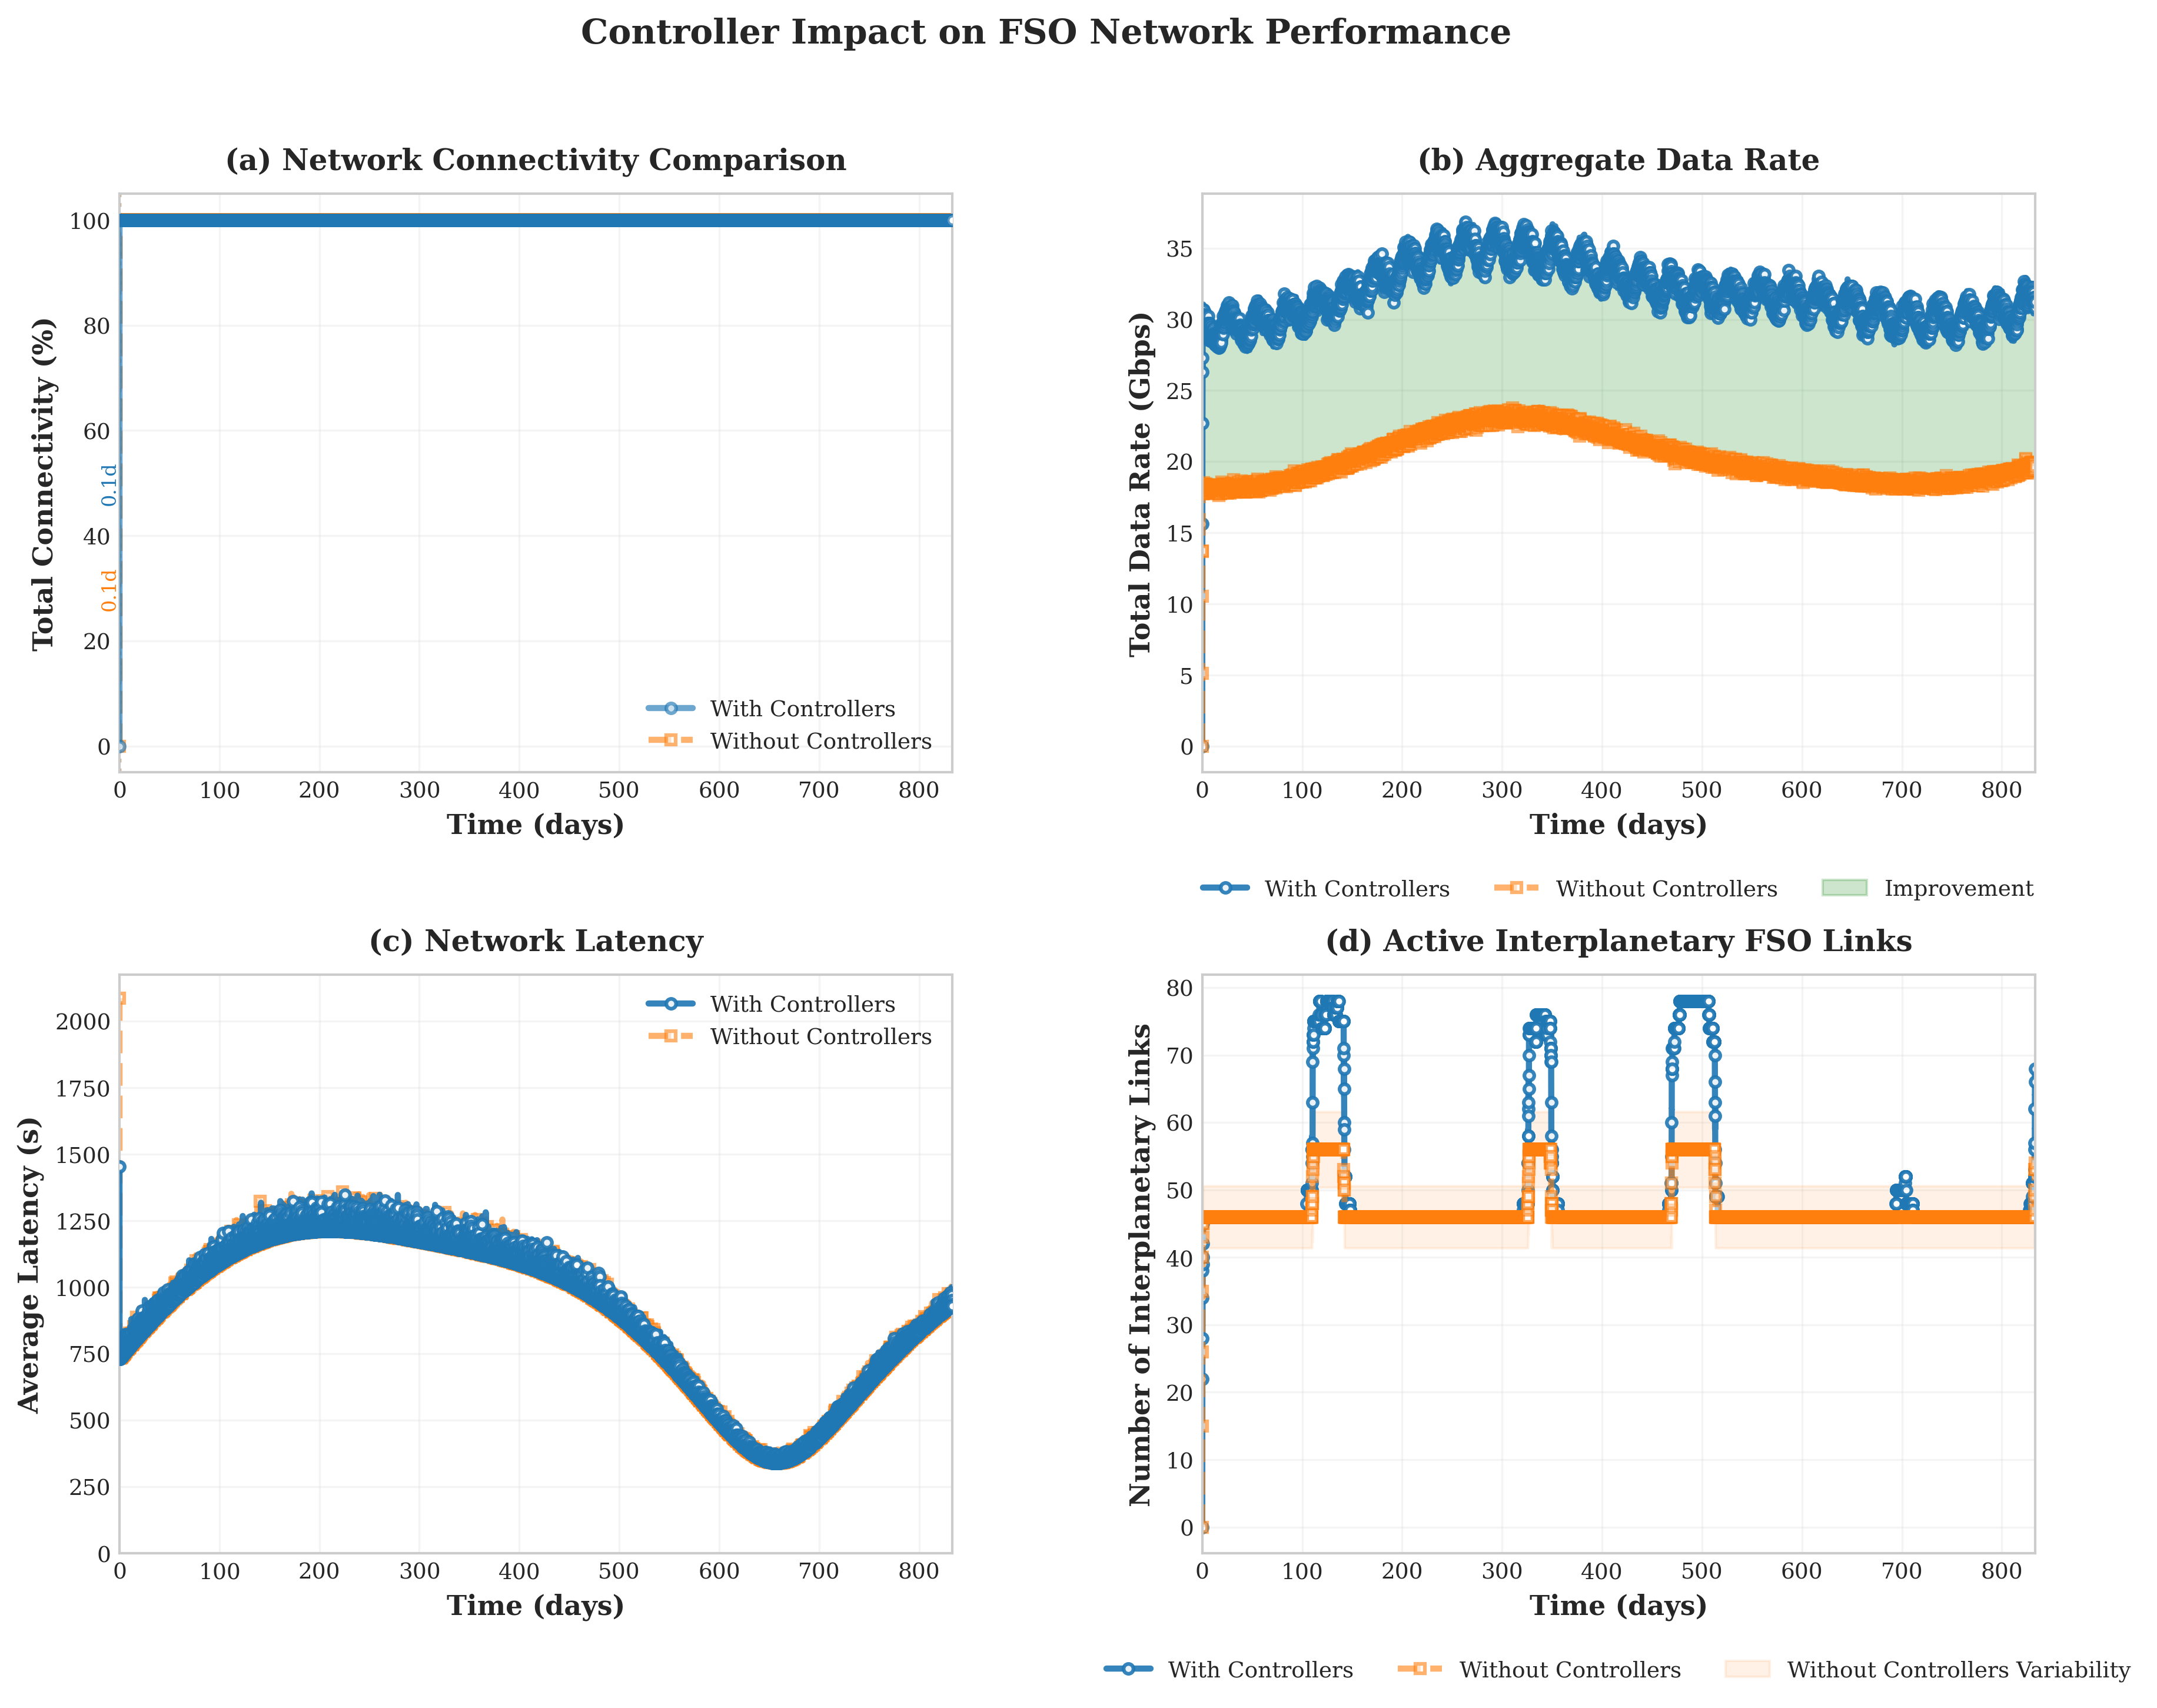 Controller Impact on FSO Network Performance
(a) Network Connectivity Comparison
Total Connectivity (%)
100
80
60
40
20
0
0.1d
0.1d
With Controllers
Without Controllers
0 100 200 300 400 500 600 700 800
Time (days)
(b) Aggregate Data Rate
Total Data Rate (Gbps)
35
30
25
20
15
10
5
0
0 100 200 300 400 500 600 700 800
Time (days)
With Controllers Without Controllers Improvement
(c) Network Latency
Average Latency (s)
2000
1750
1500
1250
1000
750
500
250
0
With Controllers
Without Controllers
0 100 200 300 400 500 600 700 800
Time (days)
(d) Active Interplanetary FSO Links
Number of Interplanetary Links
80
70
60
50
40
30
20
10
0
0 100 200 300 400 500 600 700 800
Time (days)
With Controllers Without Controllers Without Controllers Variability